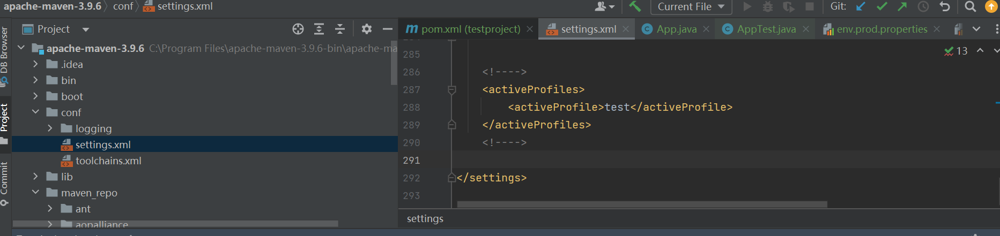 apache-maven-3.9.6 conf settings.xml
Current File
Git:
DB Browser
Project
Commit
Project
apache-maven-3.9.6 C:\Program Files\apache-maven-3.9.6-bin\apache-ma
.idea
bin
boot
conf
logging
settings.xml
toolchains.xml
lib
maven_repo
ant
aopalliance
pom.xml (testproject) settings.xml App.java AppTest.java env.prod.properties
13
285
286 <!---->
287 <activeProfiles>
288 <activeProfile>test</activeProfile>
289 </activeProfiles>
290 <!---->
291
292 </settings>
293
settings